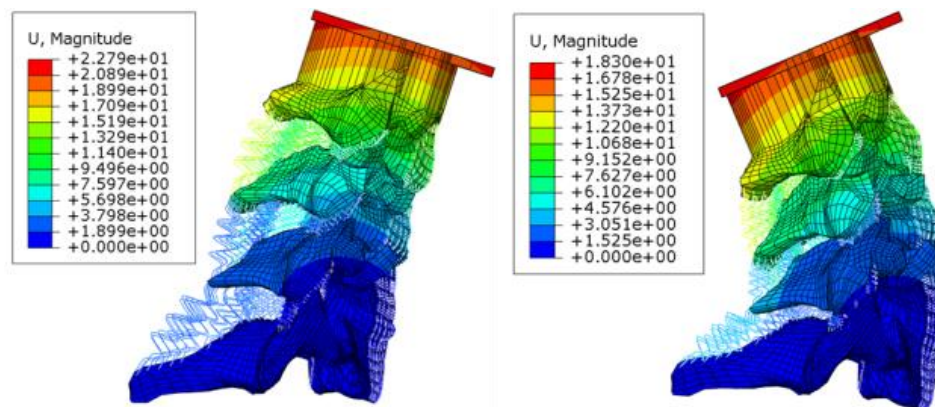 U, Magnitude
+2.279e+01
+2.089e+01
+1.899e+01
+1.709e+01
+1.519e+01
+1.329e+01
+1.140e+01
+9.496e+00
+7.597e+00
+5.698e+00
+3.798e+00
+1.899e+00
+0.000e+00
U, Magnitude
+1.830e+01
+1.678e+01
+1.525e+01
+1.373e+01
+1.220e+01
+1.068e+01
+9.152e+00
+7.627e+00
+6.102e+00
+4.576e+00
+3.051e+00
+1.525e+00
+0.000e+00